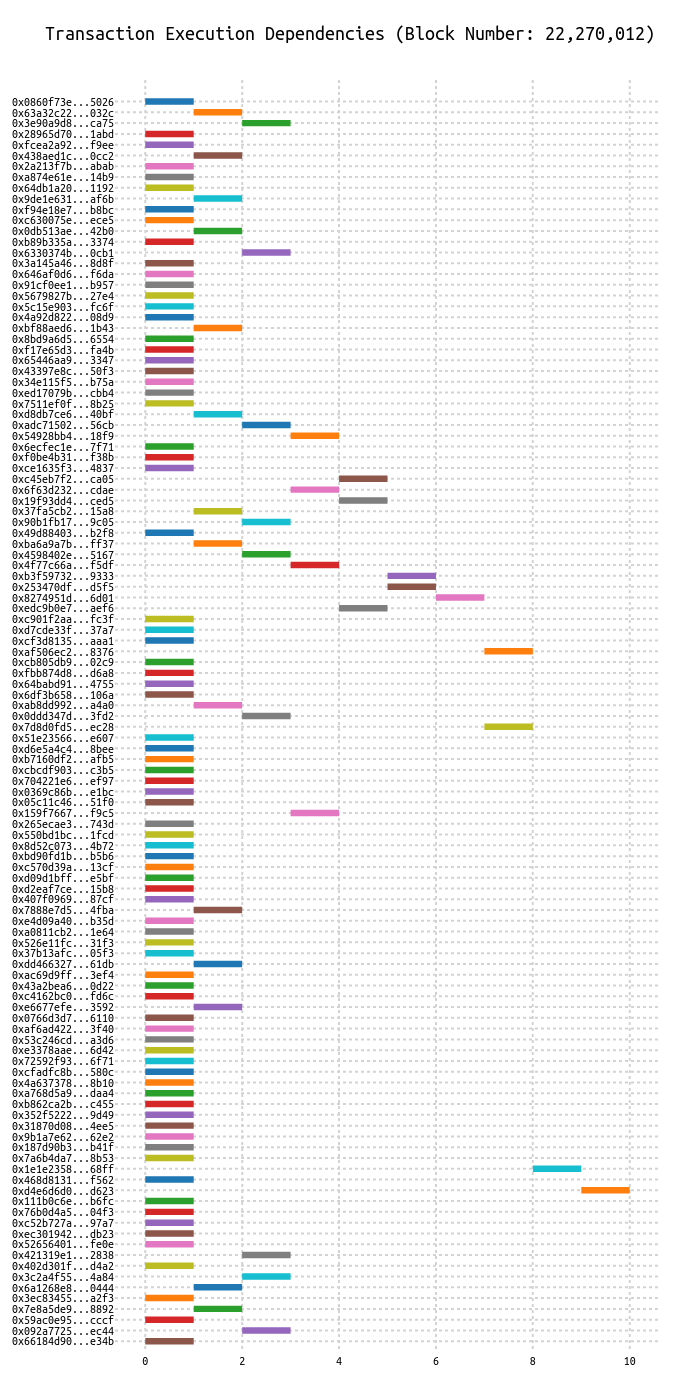 Transaction Execution Dependencies (Block Number: 22,270,012)
0x0860f73e...5026
0x63a32c22...032c
0x3e90a9d8...ca75
0x28965d70...1abd
0xfcea2a92...f9ee
0x438aed1c...0cc2
0x2a213f7b...abab
0xa874e61e...14b9
0x64db1a20...1192
0x9de1e631...af6b
0xf94e18e7...b8bc
0xc630075e...ece5
0x0db513ae...42b0
0xb89b335a...3374
0x6330374b...0cb1
0x3a145a46...8d8f
0x646af0d6...f6da
0x91cf0ee1...b957
0x5679827b...27e4
0x5c15e903...fc6f
0x4a92d822...08d9
0xbf88aed6...1b43
0x8bd9a6d5...6554
0xf17e65d3...fa4b
0x65446aa9...3347
0x43397e8c...50f3
0x34e115f5...b75a
0xed17079b...cbb4
0x7511ef0f...8b25
0xd8db7ce6...40bf
0xadc71502...56cb
0x54928bb4...18f9
0x6ecfec1e...7f71
0xf0be4b31...f38b
0xce1635f3...4837
0xc45eb7f2...ca05
0x6f63d232...cdae
0x19f93dd4...ced5
0x37fa5cb2...15a8
0x90b1fb17...9c05
0x49d88403...b2f8
0xba6a9a7b...ff37
0x4598402e...5167
0x4f77c66a...f5df
0xb3f59732...9333
0x253470df...d5f5
0x8274951d...6d01
0xedc9b0e7...aef6
0xc901f2aa...fc3f
0xd7cde33f...37a7
0xcf3d8135...aaa1
0xaf506ec2...8376
0xcb805db9...02c9
0xfbb874d8...d6a8
0x64babd91...4755
0x6df3b658...106a
0xab8dd992...a4a0
0x0ddd347d...3fd2
0x7d8d0fd5...ec28
0x51e23566...e607
0xd6e5a4c4...8bee
0xb7160df2...afb5
0xcbcdf903...c3b5
0x704221e6...ef97
0x0369c86b...e1bc
0x05c11c46...51f0
0x159f7667...f9c5
0x265ecae3...743d
0x550bd1bc...1fcd
0x8d52c073...4b72
0xbd90fd1b...b5b6
0xc570d39a...13cf
0xd09d1bff...e5bf
0xd2eaf7ce...15b8
0x407f0969...87cf
0x7888e7d5...4fba
0xe4d09a40...b35d
0xa0811cb2...1e64
0x526e11fc...31f3
0x37b13afc...05f3
0xdd466327...61db
0xac69d9ff...3ef4
0x43a2bea6...0d22
0xc4162bc0...fd6c
0xe6677efe...3592
0x0766d3d7...6110
0xaf6ad422...3f40
0x53c246cd...a3d6
0xe3378aae...6d42
0x72592f93...6f71
0xcfadfc8b...580c
0x4a637378...8b10
0xa768d5a9...daa4
0xb862ca2b...c455
0x352f5222...9d49
0x31870d08...4ee5
0x9b1a7e62...62e2
0x187d90b3...b41f
0x7a6b4da7...8b53
0x1e1e2358...68ff
0x468d8131...f562
0xd4e6d6d0...d623
0x111b0c6e...b6fc
0x76b0d4a5...04f3
0xc52b727a...97a7
0xec301942...db23
0x52656401...fe0e
0x421319e1...2838
0x402d301f...d4a2
0x3c2a4f55...4a84
0x6a1268e8...0444
0x3ec83455...a2f3
0x7e8a5de9...8892
0x59ac0e95...cccf
0x092a7725...ec44
0x66184d90...e34b
0 2 4 6 8 10